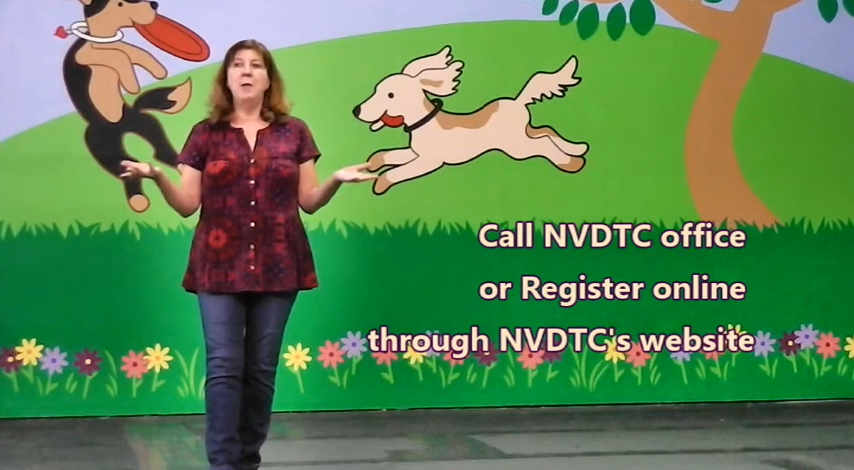 Call NVDTC office
or Register online
through NVDTC's website